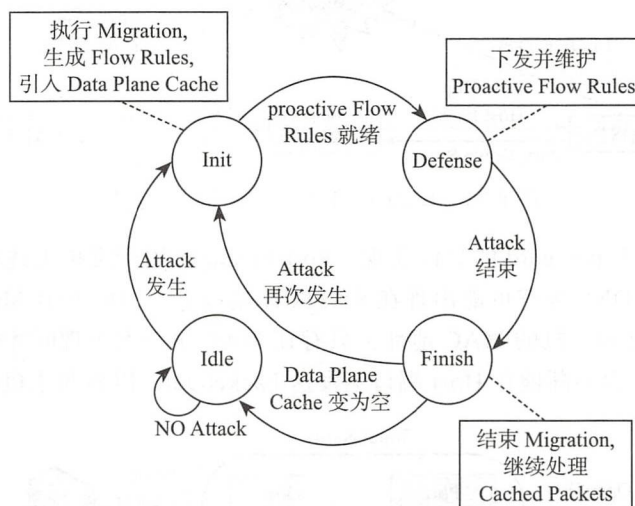 执行 Migration,
生成 Flow Rules,
引入 Data Plane Cache
下发并维护
Proactive Flow Rules
proactive Flow
Rules 就绪
Init
Defense
Attack
发生
Attack
再次发生
Attack
结束
Idle
Finish
Data Plane
Cache 变为空
NO Attack
结束 Migration,
继续处理
Cached Packets